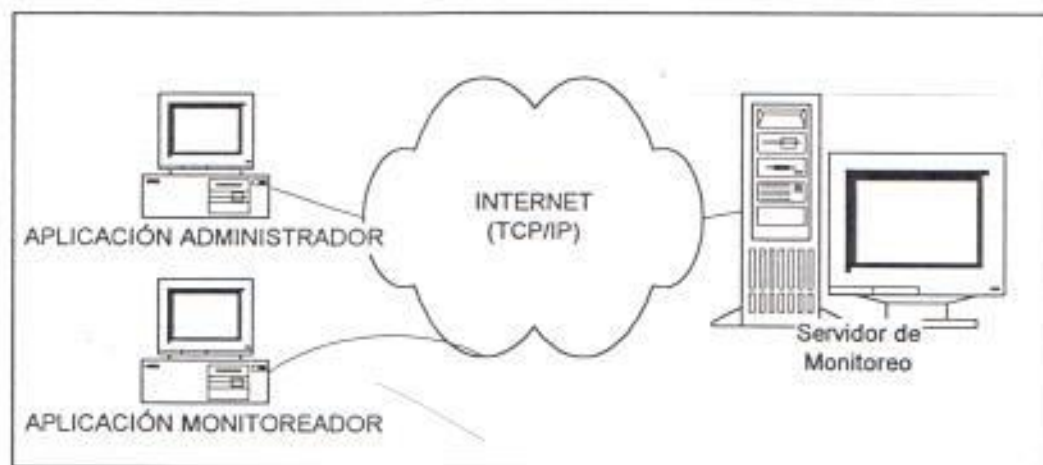 INTERNET
(TCP/IP)
APLICACIÓN ADMINISTRADOR
Servidor de
Monitoreo
APLICACIÓN MONITOREADOR